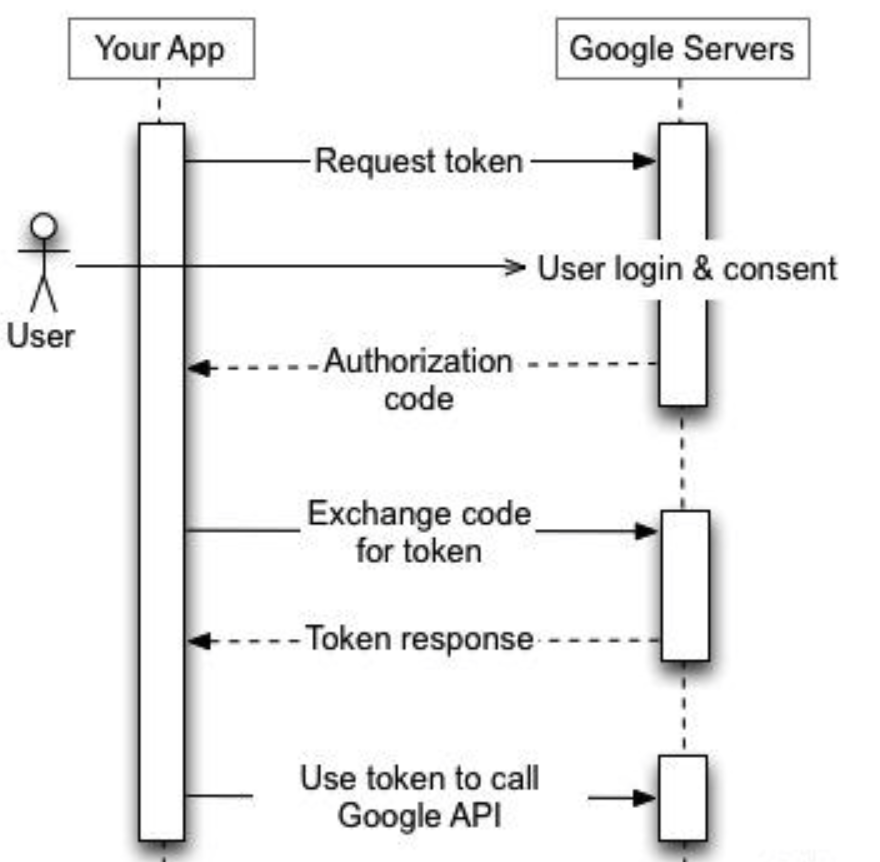 Your App
Google Servers
Request token
User login & consent
User
Authorization
code
Exchange code
for token
Token response
Use token to call
Google API